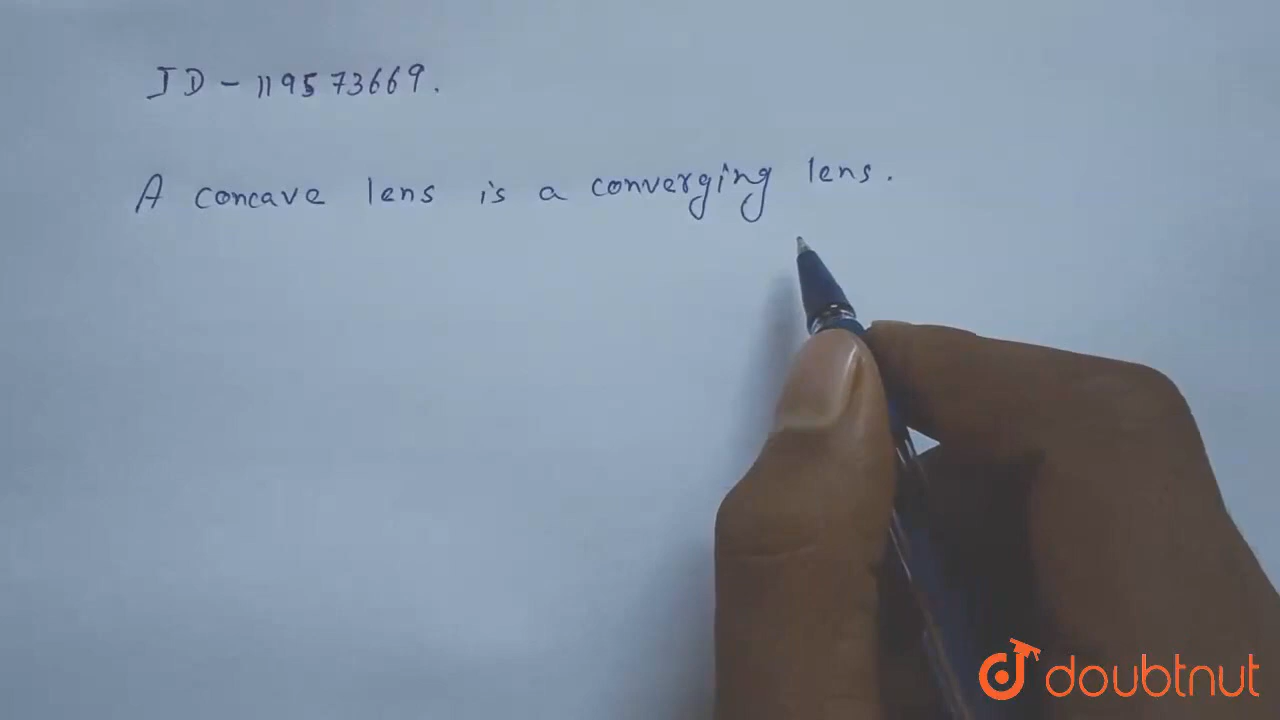 ID - 119573669.
A concave lens is a converging lens.
doubtnut